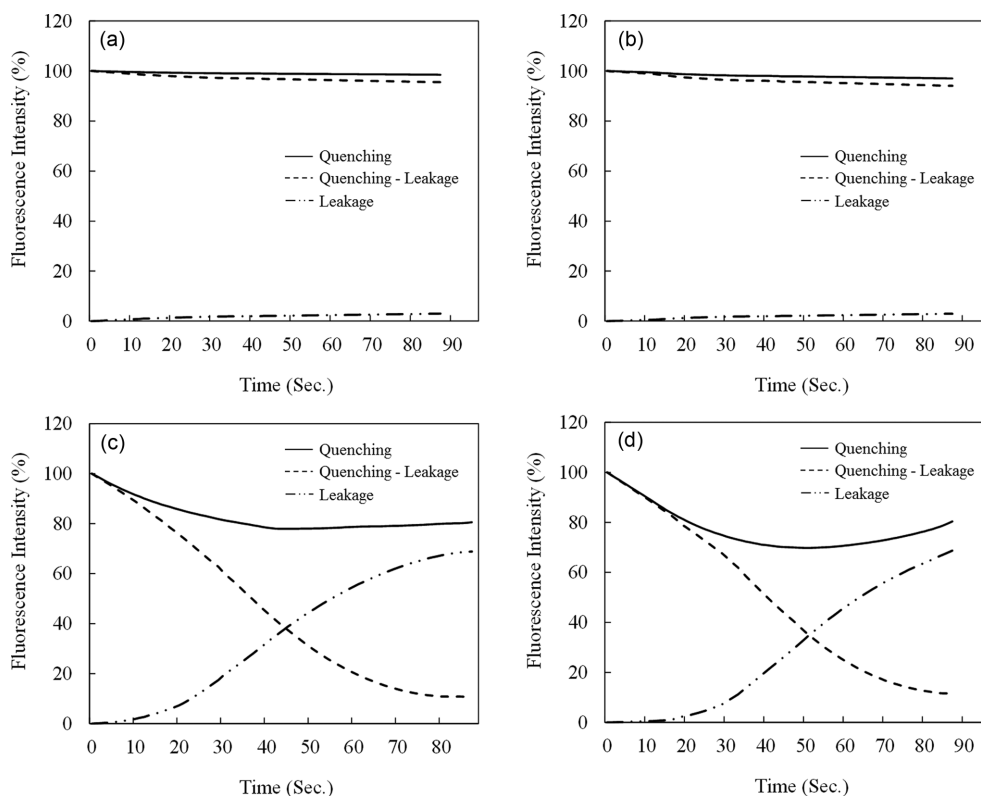 (a)
Fluorescence Intensity (%)
120
100
80
60
40
20
0
Quenching
Quenching - Leakage
Leakage
0 10 20 30 40 50 60 70 80 90
Time (Sec.)
(b)
Fluorescence Intensity (%)
120
100
80
60
40
20
0
Quenching
Quenching - Leakage
Leakage
0 10 20 30 40 50 60 70 80 90
Time (Sec.)
(c)
Fluorescence Intensity (%)
120
100
80
60
40
20
0
Quenching
Quenching - Leakage
Leakage
0 10 20 30 40 50 60 70 80
Time (Sec.)
(d)
Fluorescence Intensity (%)
120
100
80
60
40
20
0
Quenching
Quenching - Leakage
Leakage
0 10 20 30 40 50 60 70 80 90
Time (Sec.)